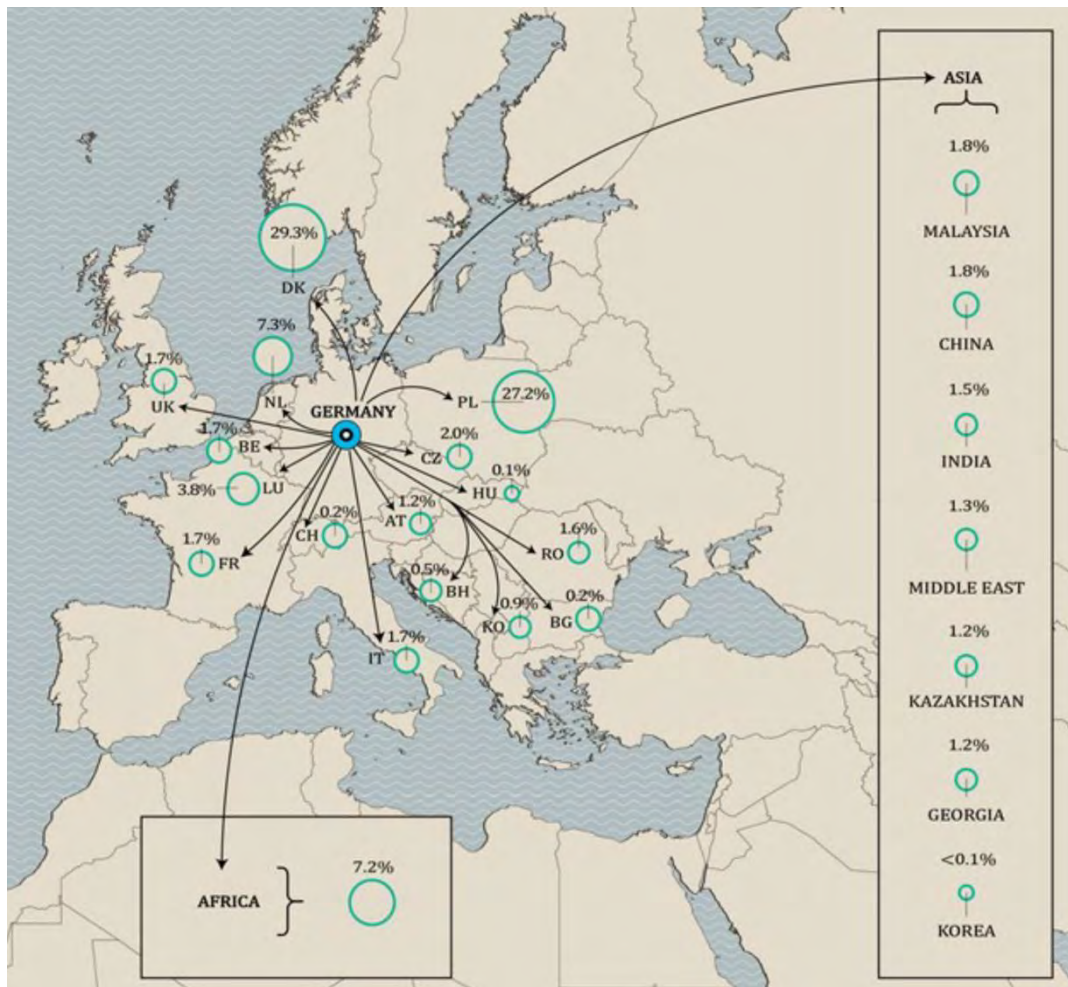 29.3%
DK
7.3%
NL
1.7%
UK
1.7%
BE
3.8%
LU
1.7%
FR
GERMANY
PL
27.2%
2.0%
CZ
0.1%
HU
1.2%
AT
0.2%
CH
1.6%
RO
0.5%
BH
0.9%
KO
0.2%
BG
1.7%
IT
AFRICA
7.2%
ASIA
1.8%
MALAYSIA
1.8%
CHINA
1.5%
INDIA
1.3%
MIDDLE EAST
1.2%
KAZAKHSTAN
1.2%
GEORGIA
<0.1%
KOREA